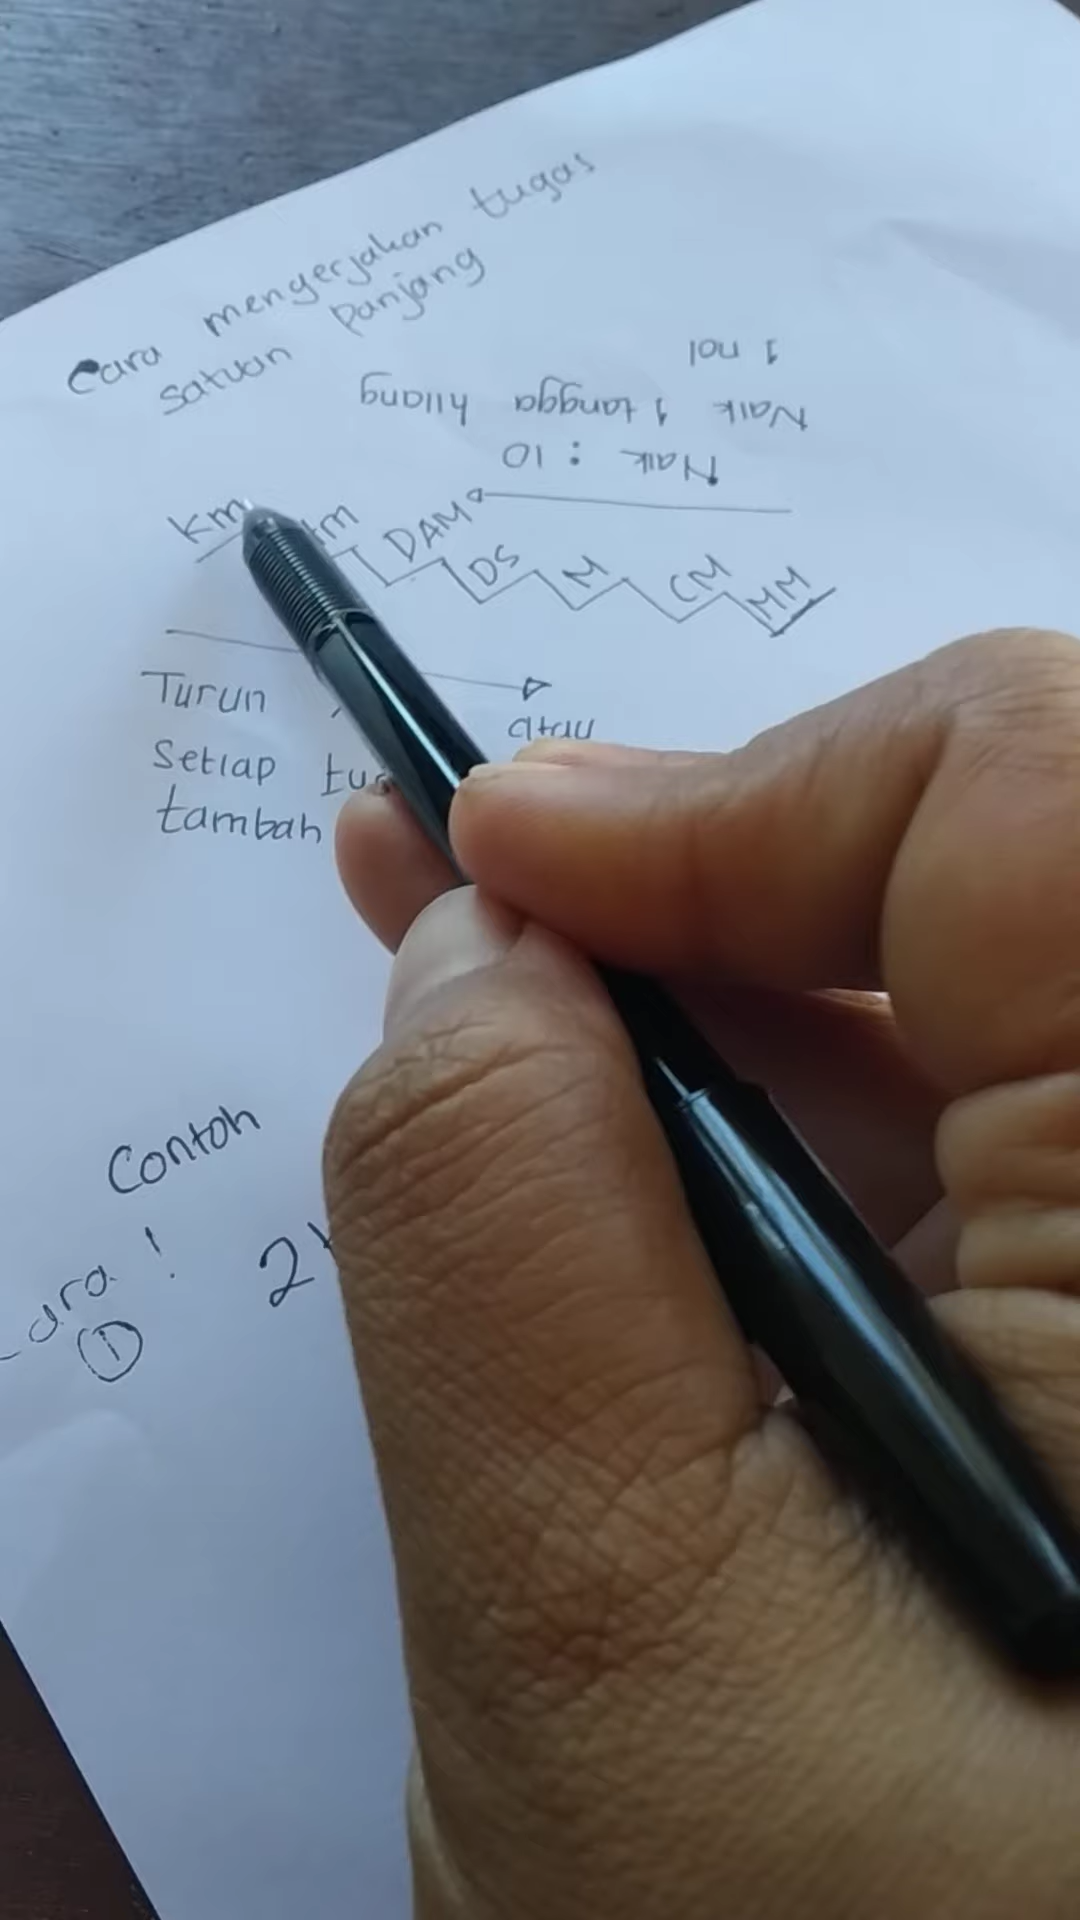 Cara mengerjakan tugas
satuan panjang
1 nol
Naik 1 tangga hilang
Naik : 10
Km DAM DS M CM MM
Turun
atau
Setiap
tambah
Contoh
Cara !
① 2